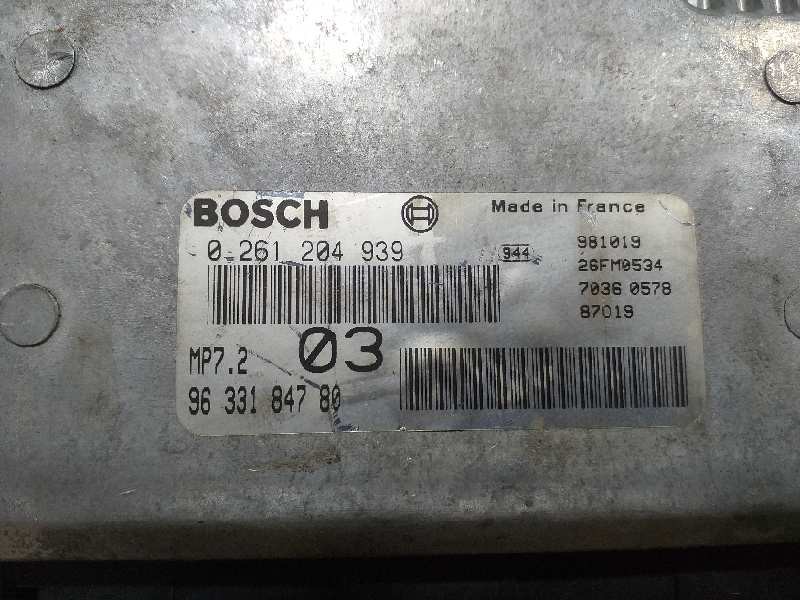 BOSCH Made in France
0 261 204 939 944 981019
26FM0534
7036 0578
87019
MP7.2 03
96 331 847 80